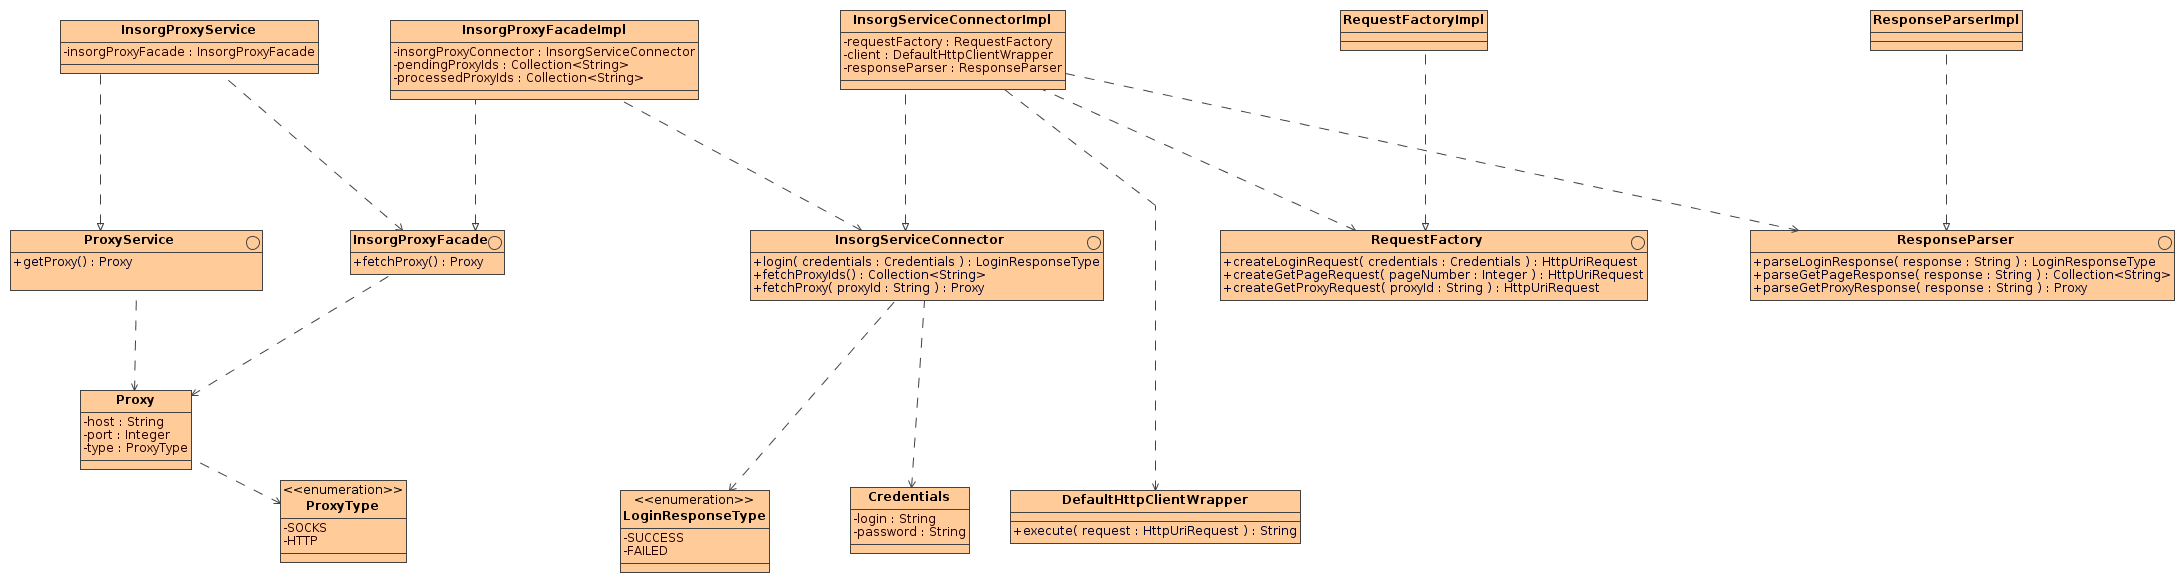 InsorgProxyService
-insorgProxyFacade : InsorgProxyFacade
InsorgProxyFacadeImpl
-insorgProxyConnector : InsorgServiceConnector
-pendingProxyIds : Collection<String>
-processedProxyIds : Collection<String>
InsorgServiceConnectorImpl
-requestFactory : RequestFactory
-client : DefaultHttpClientWrapper
-responseParser : ResponseParser
RequestFactoryImpl
ResponseParserImpl
ProxyService
+getProxy() : Proxy
InsorgProxyFacade
+fetchProxy() : Proxy
InsorgServiceConnector
+login( credentials : Credentials ) : LoginResponseType
+fetchProxyIds() : Collection<String>
+fetchProxy( proxyId : String ) : Proxy
RequestFactory
+createLoginRequest( credentials : Credentials ) : HttpUriRequest
+createGetPageRequest( pageNumber : Integer ) : HttpUriRequest
+createGetProxyRequest( proxyId : String ) : HttpUriRequest
ResponseParser
+parseLoginResponse( response : String ) : LoginResponseType
+parseGetPageResponse( response : String ) : Collection<String>
+parseGetProxyResponse( response : String ) : Proxy
Proxy
-host : String
-port : Integer
-type : ProxyType
<<enumeration>>
ProxyType
-SOCKS
-HTTP
<<enumeration>>
LoginResponseType
-SUCCESS
-FAILED
Credentials
-login : String
-password : String
DefaultHttpClientWrapper
+execute( request : HttpUriRequest ) : String